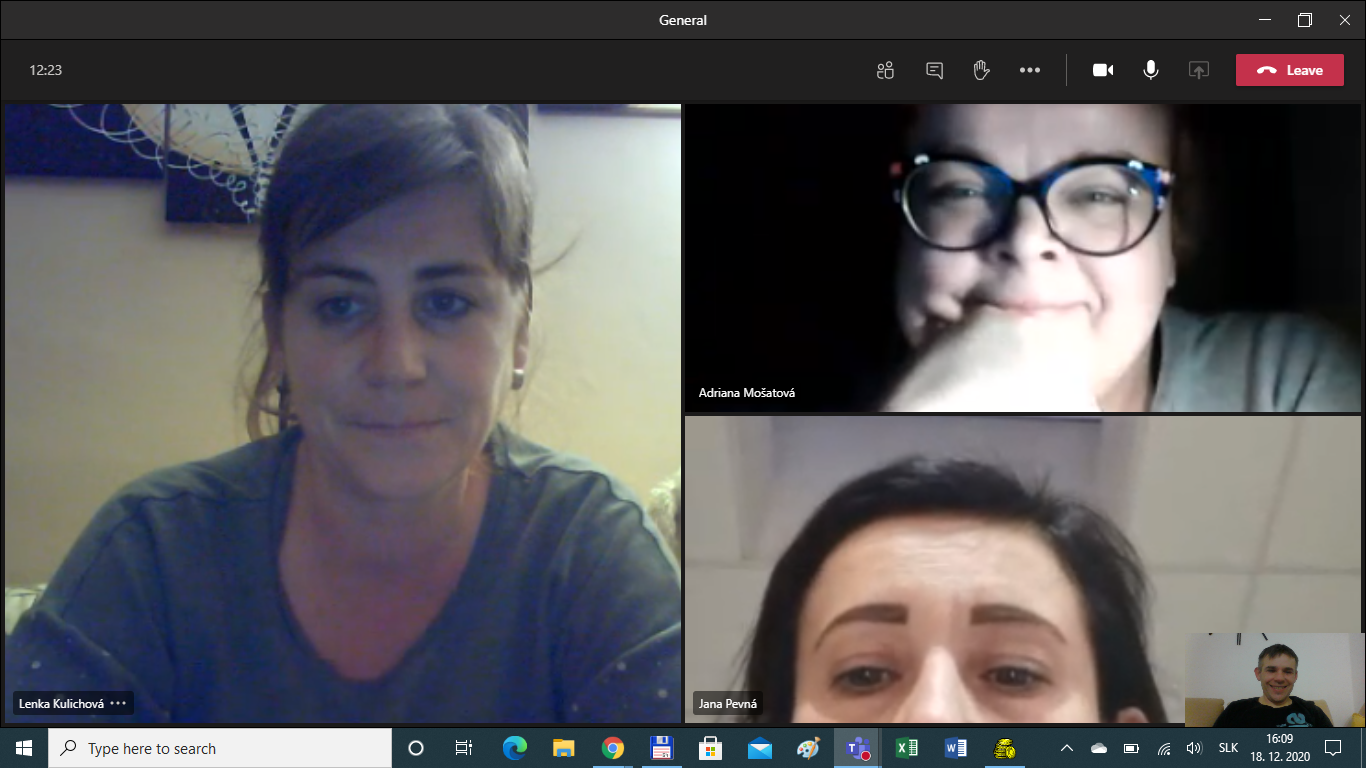 General
12:23
Leave
Adriana Mošatová
Lenka Kulichová
Jana Pevná
Type here to search
SLK
16:09
18. 12. 2020